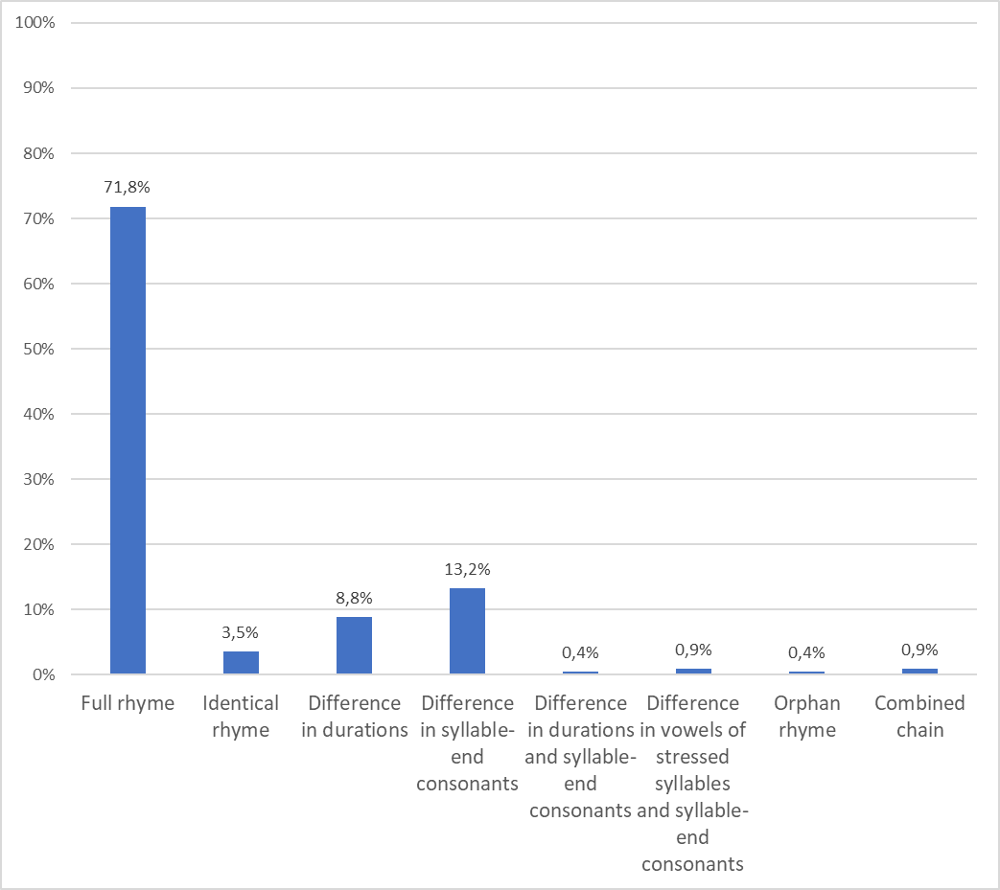 100%
90%
80%
71,8%
70%
60%
50%
40%
30%
20%
13,2%
10%
8,8%
3,5%
0,4%
0,9%
0,4%
0,9%
0%
Full rhyme
Identical
rhyme
Difference
in durations
Difference
in syllable-
end
consonants
Difference
in durations
and syllable-
end
consonants
Difference
in vowels of
stressed
syllables
and syllable-
end
consonants
Orphan
rhyme
Combined
chain